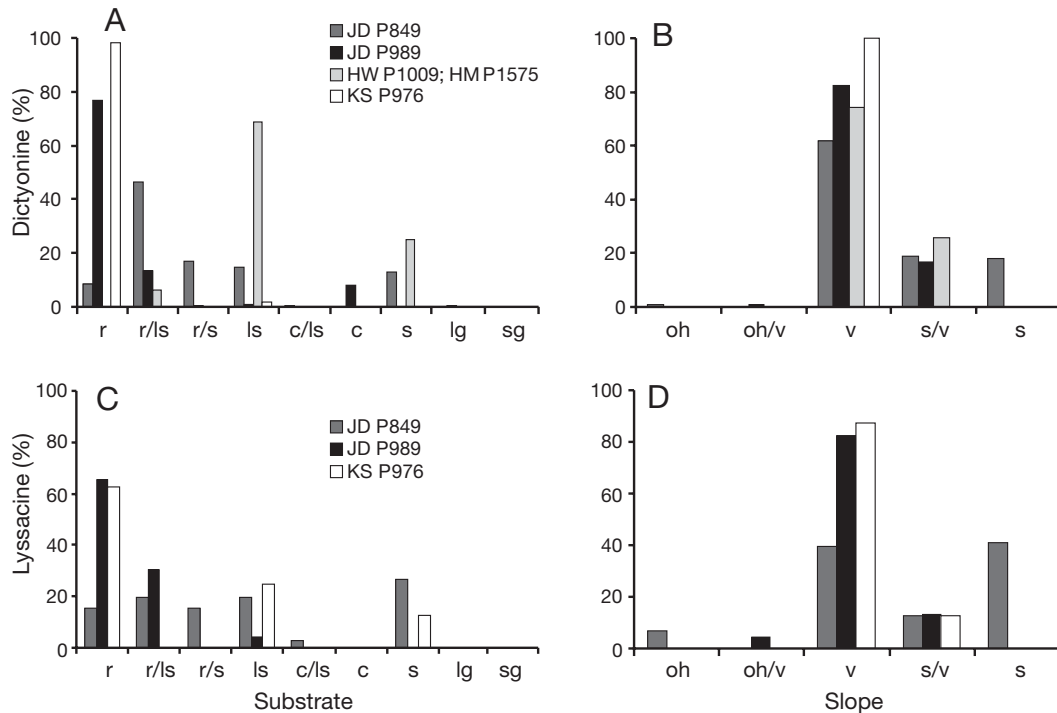 A
JD P849
JD P989
HW P1009; HM P1575
KS P976
Dictyonine (%)
100
80
60
40
20
0
r r/ls r/s ls c/ls c s lg sg
B
100
80
60
40
20
0
oh oh/v v s/v s
C
JD P849
JD P989
KS P976
Lyssacine (%)
100
80
60
40
20
0
r r/ls r/s ls c/ls c s lg sg
Substrate
D
100
80
60
40
20
0
oh oh/v v s/v s
Slope